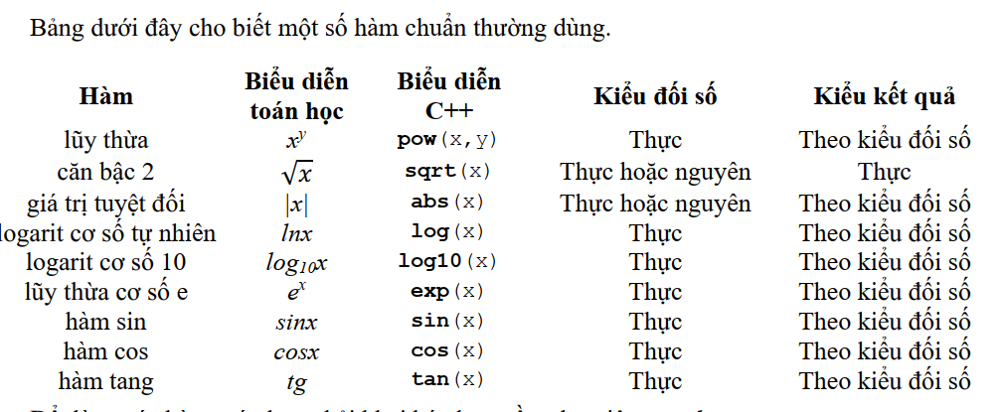 Bảng dưới đây cho biết một số hàm chuẩn thường dùng.
Hàm Biểu diễn toán học Biểu diễn C++ Kiểu đối số Kiểu kết quả
lũy thừa x^y pow(x,y) Thực Theo kiểu đối số
căn bậc 2 √x sqrt(x) Thực hoặc nguyên Thực
giá trị tuyệt đối |x| abs(x) Thực hoặc nguyên Theo kiểu đối số
logarit cơ số tự nhiên lnx log(x) Thực Theo kiểu đối số
logarit cơ số 10 log₁₀x log10(x) Thực Theo kiểu đối số
lũy thừa cơ số e e^x exp(x) Thực Theo kiểu đối số
hàm sin sinx sin(x) Thực Theo kiểu đối số
hàm cos cosx cos(x) Thực Theo kiểu đối số
hàm tang tg tan(x) Thực Theo kiểu đối số